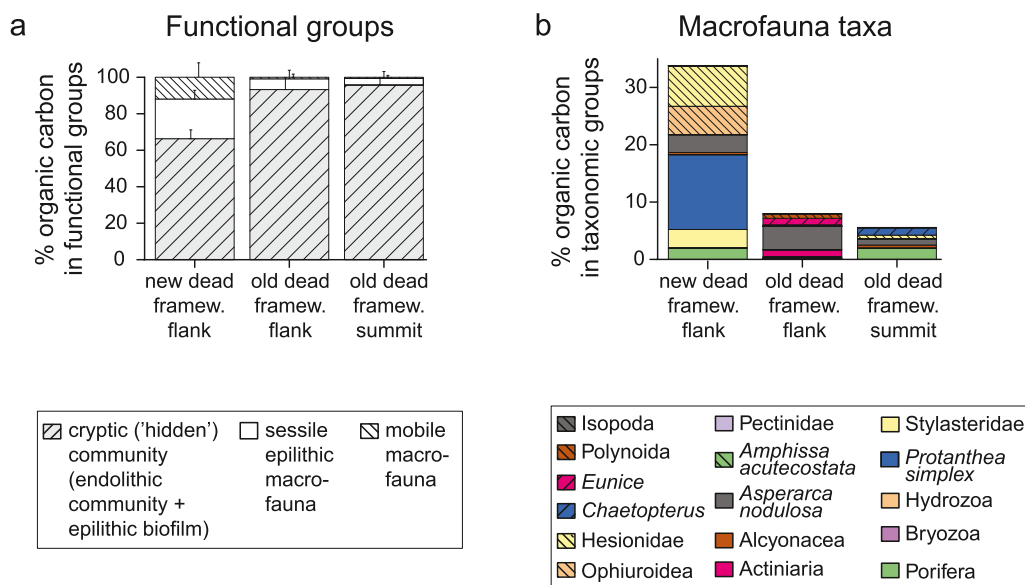 a
Functional groups
% organic carbon
in functional groups
100
80
60
40
20
0
new dead
framew.
flank
old dead
framew.
flank
old dead
framew.
summit
cryptic ('hidden')
community
(endolithic
community +
epilithic biofilm)
sessile
epilithic
macro-
fauna
mobile
macro-
fauna
b
Macrofauna taxa
% organic carbon
in taxonomic groups
30
20
10
0
new dead
framew.
flank
old dead
framew.
flank
old dead
framew.
summit
Isopoda
Polynoida
Eunice
Chaetopterus
Hesionidae
Ophiuroidea
Pectinidae
Amphissa
acutecostata
Asperarca
nodulosa
Alcyonacea
Actiniaria
Stylasteridae
Protanthea
simplex
Hydrozoa
Bryozoa
Porifera